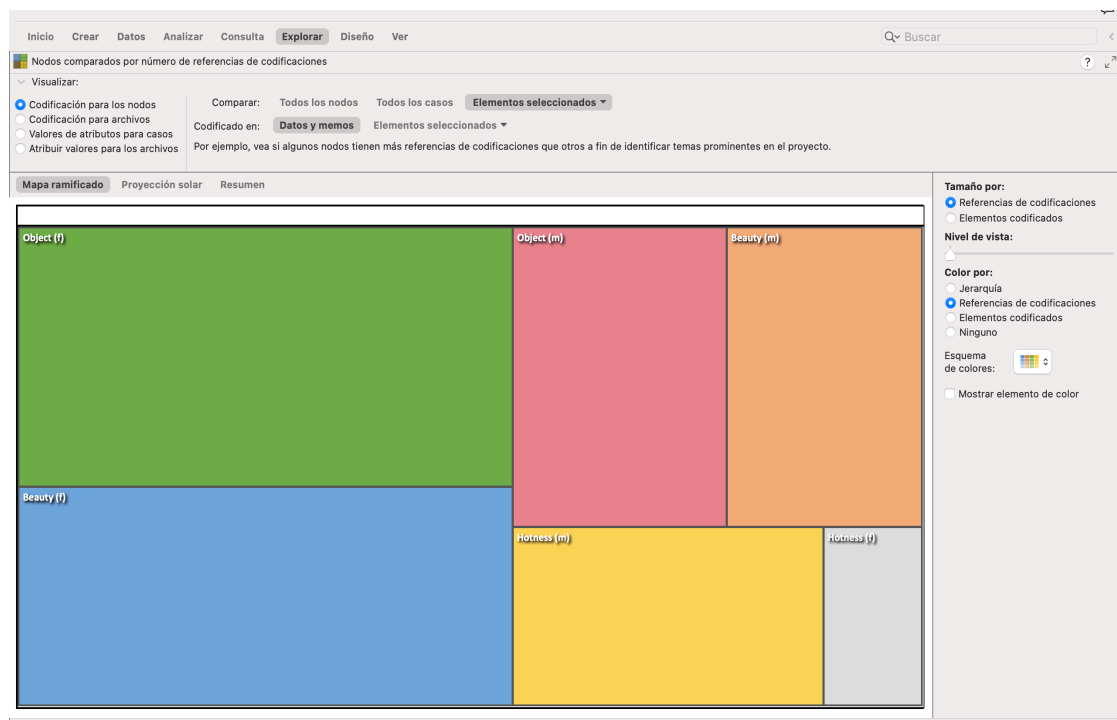 Inicio Crear Datos Analizar Consulta Explorar Diseño Ver Buscar
Nodos comparados por número de referencias de codificaciones ?
Visualizar:
Codificación para los nodos
Codificación para archivos
Valores de atributos para casos
Atribuir valores para los archivos
Comparar: Todos los nodos Todos los casos Elementos seleccionados
Codificado en: Datos y memos Elementos seleccionados
Por ejemplo, vea si algunos nodos tienen más referencias de codificaciones que otros a fin de identificar temas prominentes en el proyecto.
Mapa ramificado Proyección solar Resumen
Object (f)
Object (m)
Beauty (m)
Beauty (f)
Hotness (m)
Hotness (f)
Tamaño por:
Referencias de codificaciones
Elementos codificados
Nivel de vista:
Color por:
Jerarquía
Referencias de codificaciones
Elementos codificados
Ninguno
Esquema
de colores:
Mostrar elemento de color